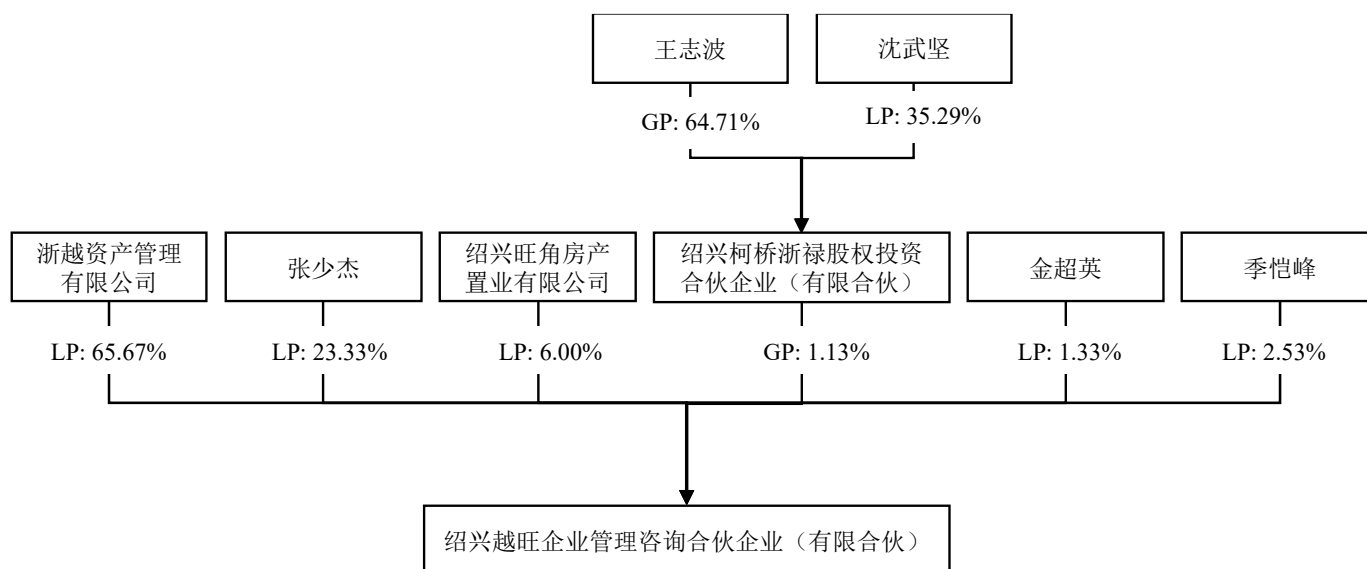 王志波
沈武坚
GP: 64.71%
LP: 35.29%
浙越资产管理
有限公司
张少杰
绍兴旺角房产
置业有限公司
绍兴柯桥浙禄股权投资
合伙企业（有限合伙）
金超英
季恺峰
LP: 65.67%
LP: 23.33%
LP: 6.00%
GP: 1.13%
LP: 1.33%
LP: 2.53%
绍兴越旺企业管理咨询合伙企业（有限合伙）